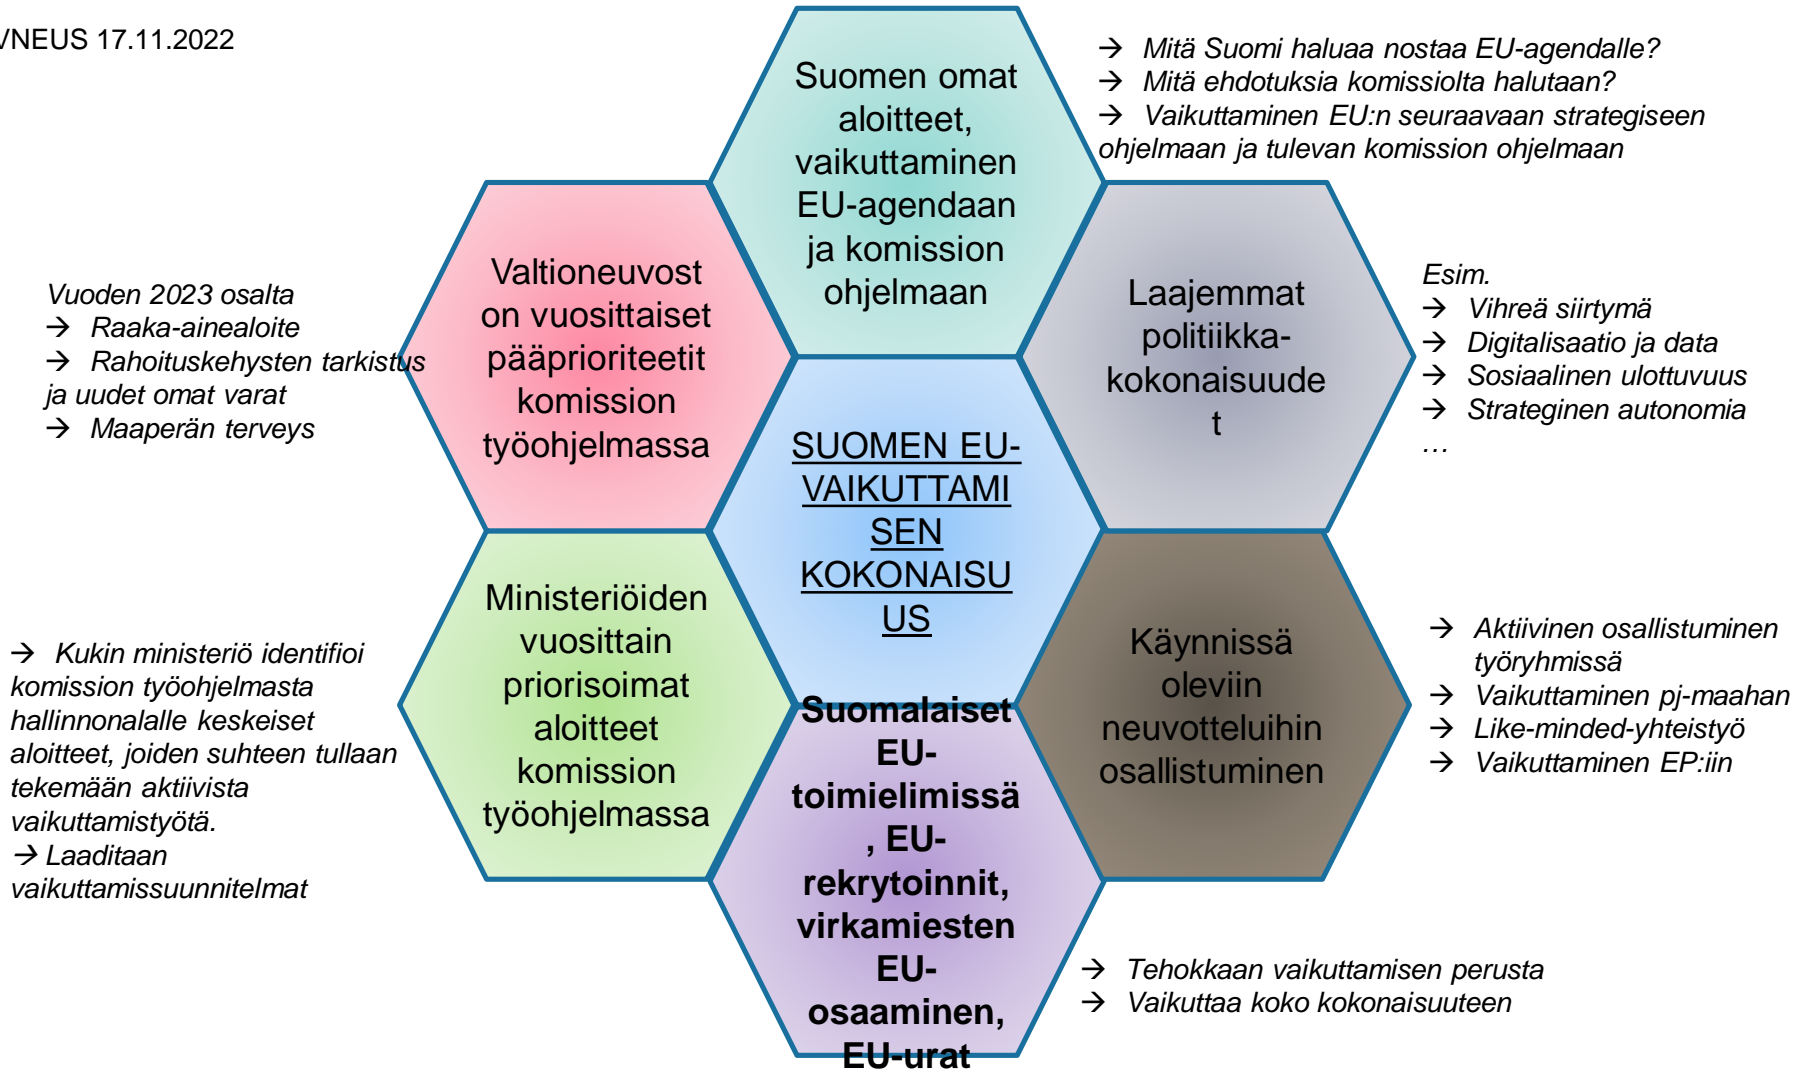 VNEUS 17.11.2022
Suomen omat
aloitteet,
vaikuttaminen
EU-agendaan
ja komission
ohjelmaan
→ Mitä Suomi haluaa nostaa EU-agendalle?
→ Mitä ehdotuksia komissiolta halutaan?
→ Vaikuttaminen EU:n seuraavaan strategiseen
ohjelmaan ja tulevan komission ohjelmaan
Vuoden 2023 osalta
→ Raaka-ainealoite
→ Rahoituskehysten tarkistus
ja uudet omat varat
→ Maaperän terveys
Valtioneuvost
on vuosittaiset
pääprioriteetit
komission
työohjelmassa
Laajemmat
politiikka-
kokonaisuude
t
Esim.
→ Vihreä siirtymä
→ Digitalisaatio ja data
→ Sosiaalinen ulottuvuus
→ Strateginen autonomia
…
SUOMEN EU-
VAIKUTTAMI
SEN
KOKONAISU
US
→ Kukin ministeriö identifioi
komission työohjelmasta
hallinnonalalle keskeiset
aloitteet, joiden suhteen tullaan
tekemään aktiivista
vaikuttamistyötä.
→ Laaditaan
vaikuttamissuunnitelmat
Ministeriöiden
vuosittain
priorisoimat
aloitteet
komission
työohjelmassa
Käynnissä
oleviin
neuvotteluihin
osallistuminen
→ Aktiivinen osallistuminen
työryhmissä
→ Vaikuttaminen pj-maahan
→ Like-minded-yhteistyö
→ Vaikuttaminen EP:iin
Suomalaiset
EU-
toimielimissä
, EU-
rekrytoinnit,
virkamiesten
EU-
osaaminen,
EU-urat
→ Tehokkaan vaikuttamisen perusta
→ Vaikuttaa koko kokonaisuuteen